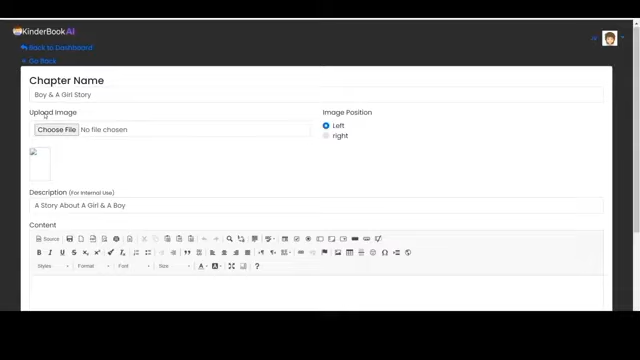 KinderBookAI
Back to Dashboard
Go Back
Chapter Name
Boy & A Girl Story
Upload Image
Image Position
Choose File No file chosen
Left
right
Description (For Internal Use)
A Story About A Girl & A Boy
Content
Source
Styles Format Font Size